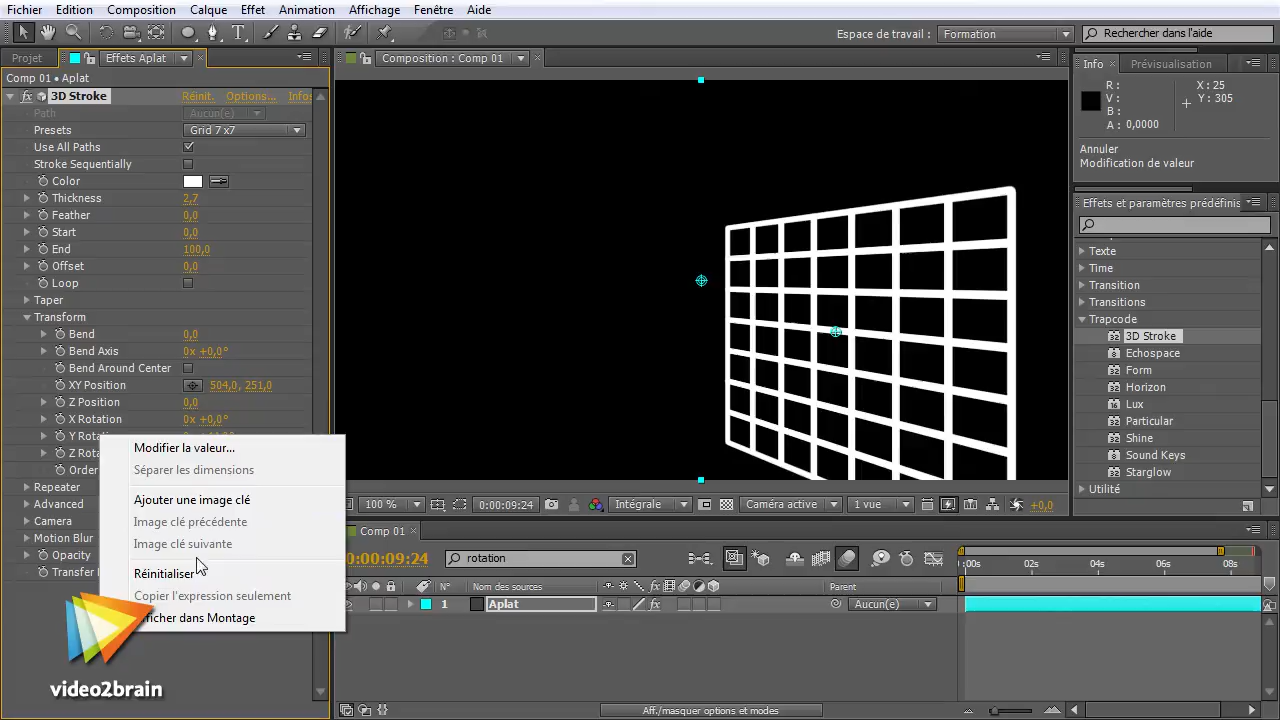 Fichier Edition Composition Calque Effet Animation Affichage Fenêtre Aide
Espace de travail : Formation Rechercher dans l'aide
Projet Effets Aplat
Composition : Comp 01
Info Prévisualisation
Comp 01 • Aplat
3D Stroke Réinit. Options... Infos
Path Aucun(e)
Presets Grid 7 x7
Use All Paths
Stroke Sequentially
Color
Thickness 2,7
Feather 0,0
Start 0,0
End 100,0
Offset 0,0
Loop
Taper
Transform
Bend 0,0
Bend Axis 0x +0,0°
Bend Around Center
XY Position 504,0, 251,0
Z Position 0,0
X Rotation 0x +0,0°
Y Rota
Z Rota
Order
Repeater
Advanced
Camera
Motion Blur
Opacity
Transfer
Modifier la valeur...
Séparer les dimensions
Ajouter une image clé
Image clé précédente
Image clé suivante
Réinitialiser
Copier l'expression seulement
fficher dans Montage
video2brain
R :
V :
B :
A : 0,0000
X : 25
Y : 305
Annuler
Modification de valeur
Effets et paramètres prédéfinis
Texte
Time
Transition
Transitions
Trapcode
3D Stroke
Echospace
Form
Horizon
Lux
Particular
Shine
Sound Keys
Starglow
Utilité
100 % 0:00:09:24 Intégrale Caméra active 1 vue +0,0
Comp 01
0:00:09:24 rotation
:00s 02s 04s 06s 08s
N° Nom des sources Parent
1 Aplat Aucun(e)
Aff./masquer options et modes